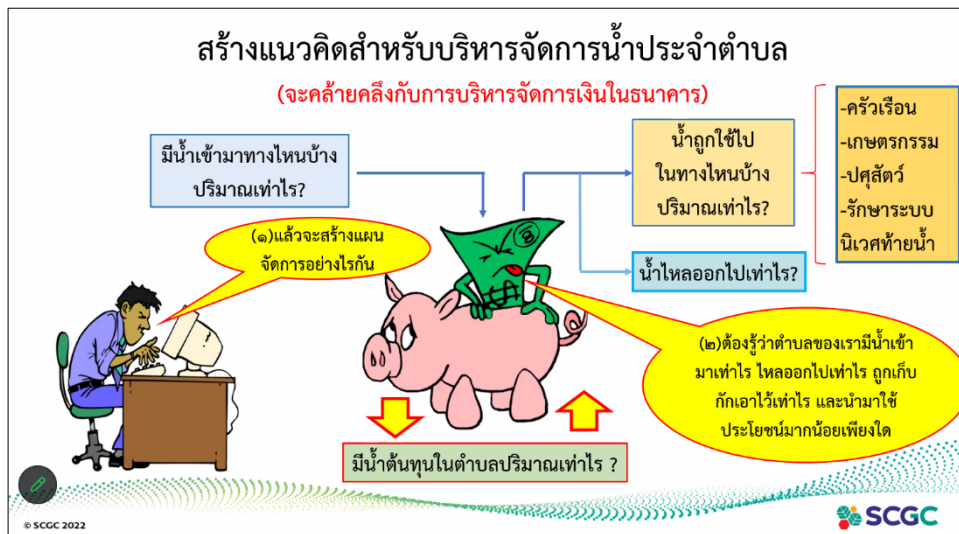 สร้างแนวคิดสำหรับบริหารจัดการน้ำประจำตำบล
(จะคล้ายคลึงกับการบริหารจัดการเงินในธนาคาร)
มีน้ำเข้ามาทางไหนบ้าง
ปริมาณเท่าไร?
น้ำถูกใช้ไป
ในทางไหนบ้าง
ปริมาณเท่าไร?
-ครัวเรือน
-เกษตรกรรม
-ปศุสัตว์
-รักษาระบบ
นิเวศท้ายน้ำ
(๑)แล้วจะสร้างแผน
จัดการอย่างไรกัน
น้ำไหลออกไปเท่าไร?
$
(๒)ต้องรู้ว่าตำบลของเรามีน้ำเข้า
มาเท่าไร ไหลออกไปเท่าไร ถูกเก็บ
กักเอาไว้เท่าไร และนำมาใช้
ประโยชน์มากน้อยเพียงใด
มีน้ำต้นทุนในตำบลปริมาณเท่าไร ?
© SCGC 2022
SCGC